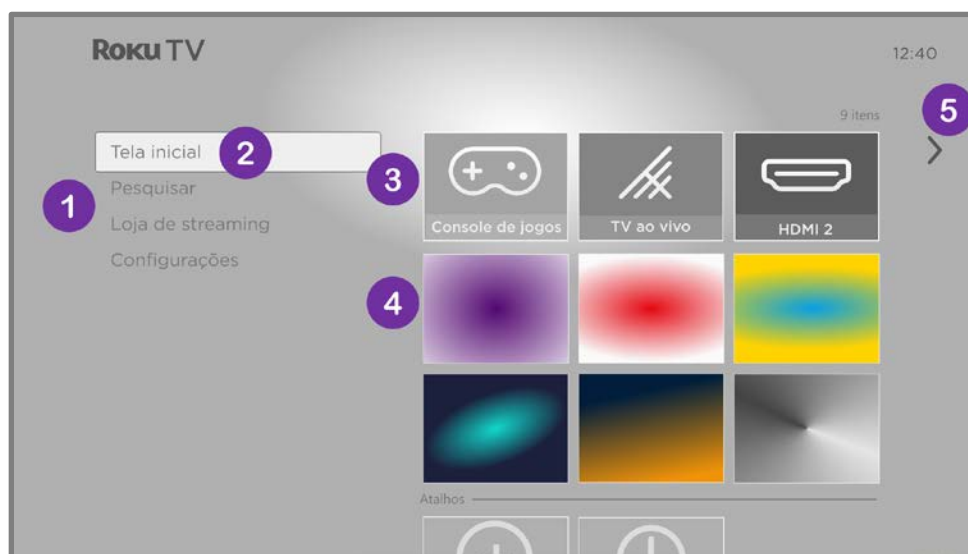 Roku TV
12:40
5
9 itens
Tela inicial 2
3
Pesquisar
1
Loja de streaming
Configurações
Console de jogos
TV ao vivo
HDMI 2
4
Atalhos